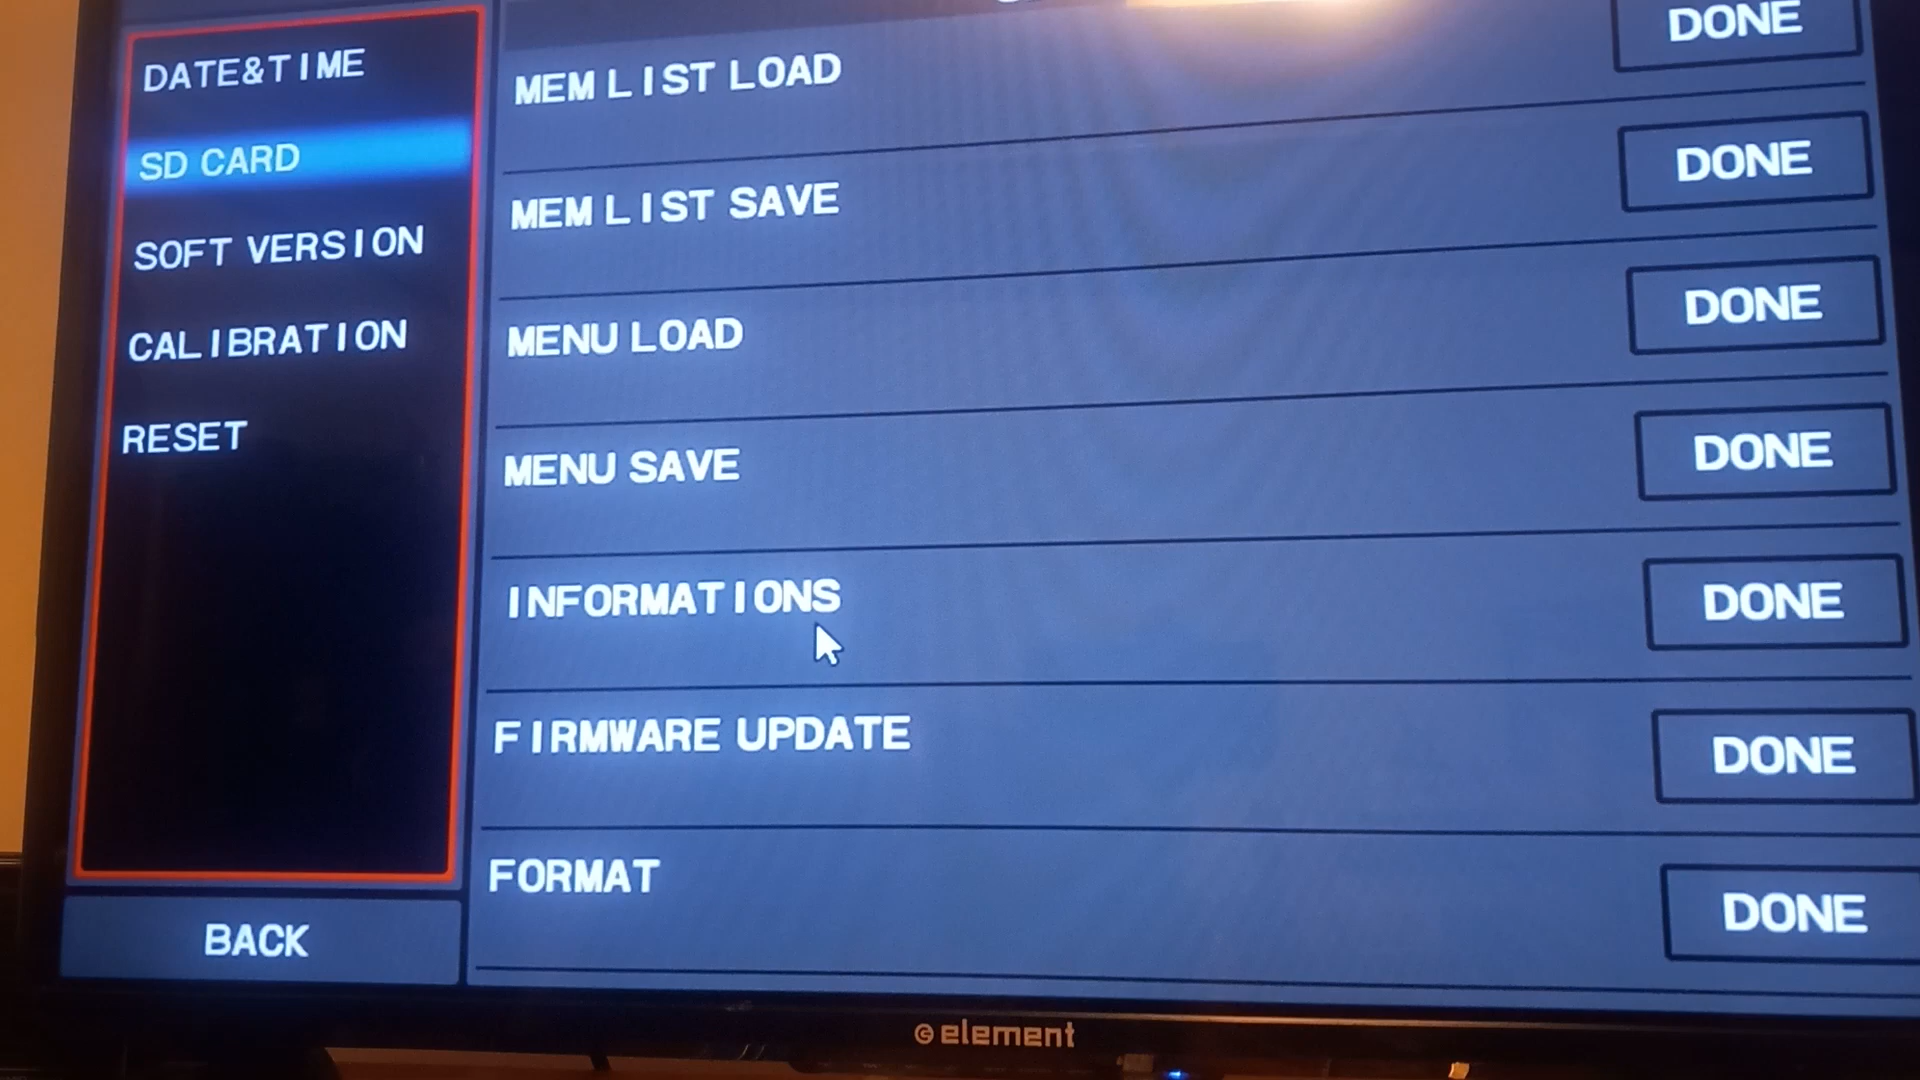 DATE&TIME
SD CARD
SOFT VERSION
CALIBRATION
RESET
BACK
DONE
MEM LIST LOAD
DONE
MEM LIST SAVE
DONE
MENU LOAD
DONE
MENU SAVE
DONE
INFORMATIONS
DONE
FIRMWARE UPDATE
DONE
FORMAT
element